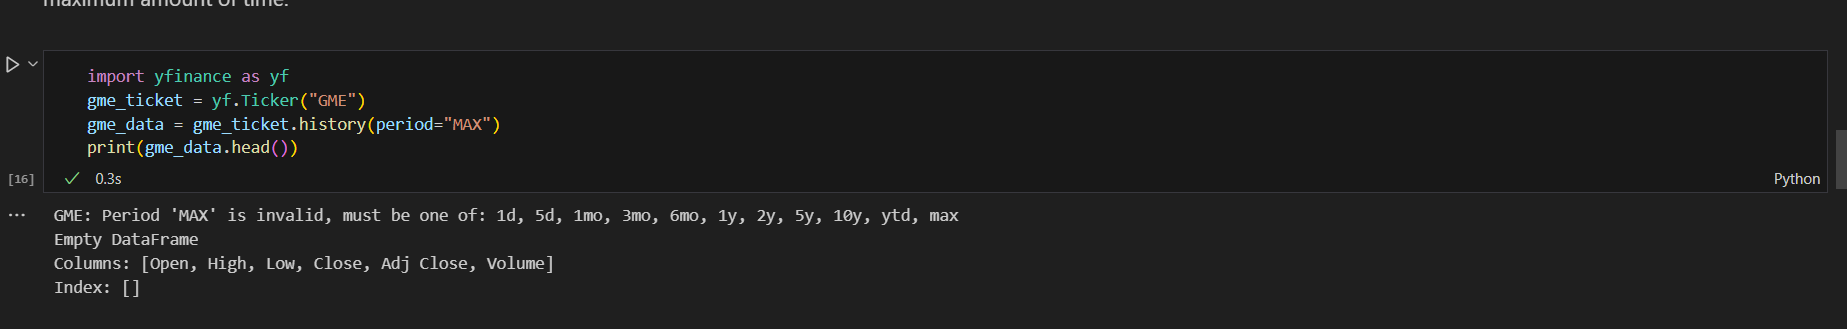 maximum amount of time.
import yfinance as yf
gme_ticket = yf.Ticker("GME")
gme_data = gme_ticket.history(period="MAX")
print(gme_data.head())
[16]
0.3s
Python
GME: Period 'MAX' is invalid, must be one of: 1d, 5d, 1mo, 3mo, 6mo, 1y, 2y, 5y, 10y, ytd, max
Empty DataFrame
Columns: [Open, High, Low, Close, Adj Close, Volume]
Index: []